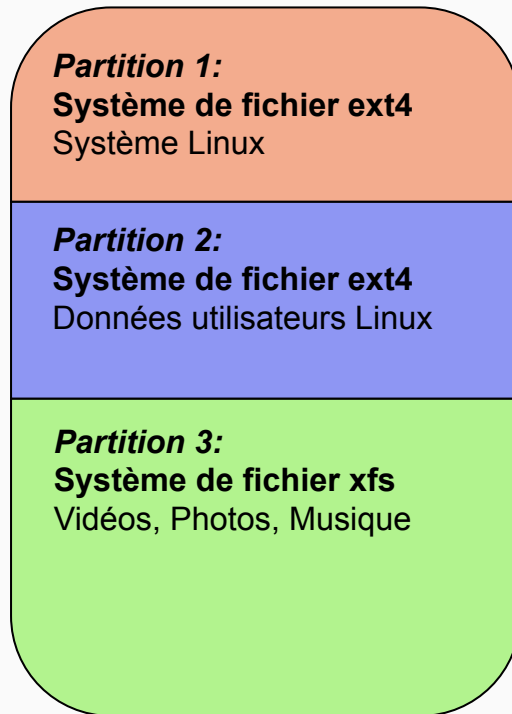 Partition 1:
Système de fichier ext4
Système Linux
Partition 2:
Système de fichier ext4
Données utilisateurs Linux
Partition 3:
Système de fichier xfs
Vidéos, Photos, Musique